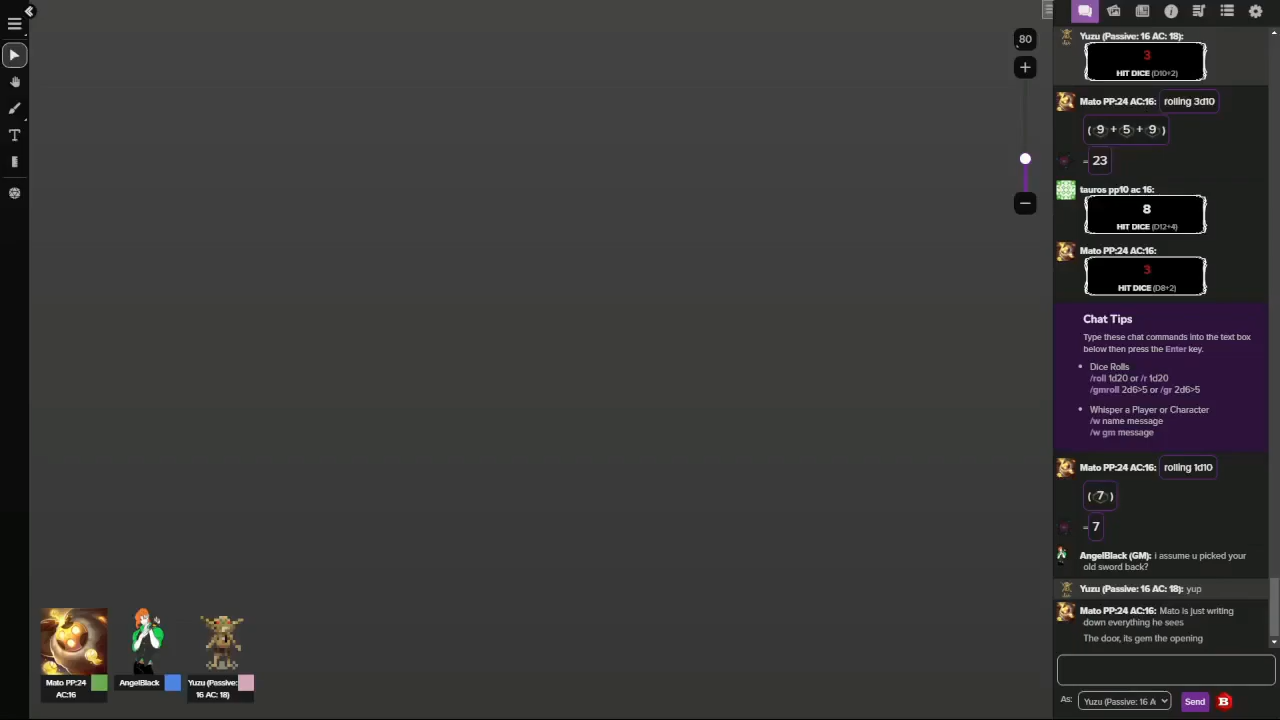 80
Yuzu (Passive: 16 AC: 18):
3
HIT DICE (D10+2)
Mato PP:24 AC:16: rolling 3d10
(9+5+9)
=23
tauros pp10 ac 16:
8
HIT DICE (D12+4)
Mato PP:24 AC:16:
3
HIT DICE (D8+2)
Chat Tips
Type these chat commands into the text box
below then press the Enter key.
• Dice Rolls
/roll 1d20 or /r 1d20
/gmroll 2d6>5 or /gr 2d6>5
• Whisper a Player or Character
/w name message
/w gm message
Mato PP:24 AC:16: rolling 1d10
(7)
=7
AngelBlack (GM): i assume u picked your
old sword back?
Yuzu (Passive: 16 AC: 18): yup
Mato PP:24 AC:16: Mato is just writing
down everything he sees
The door, its gem the opening
As: Yuzu (Passive: 16 A
Send
B
Mato PP:24
AC:16
AngelBlack
Yuzu (Passive:
16 AC: 18)